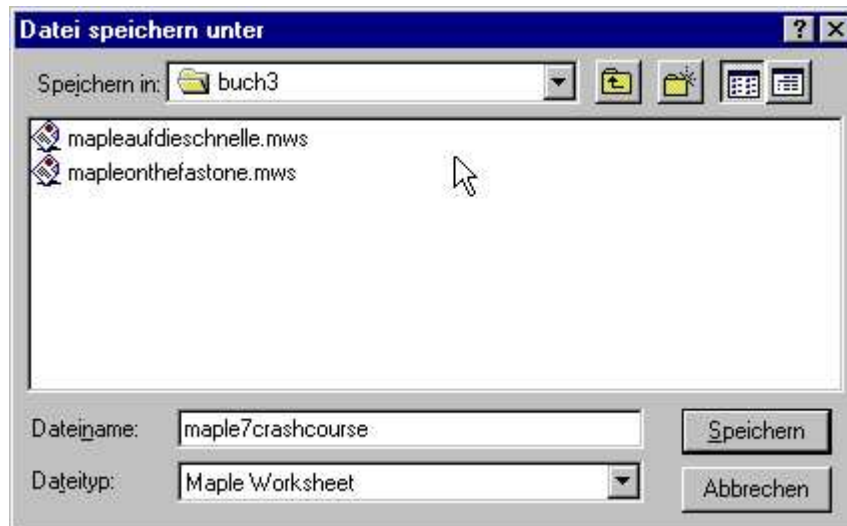 Datei speichern unter
Speichern in: buch3
mapleaufdieschnelle.mws
mapleonthefastone.mws
Dateiname: maple7crashcourse Speichern
Dateityp: Maple Worksheet Abbrechen